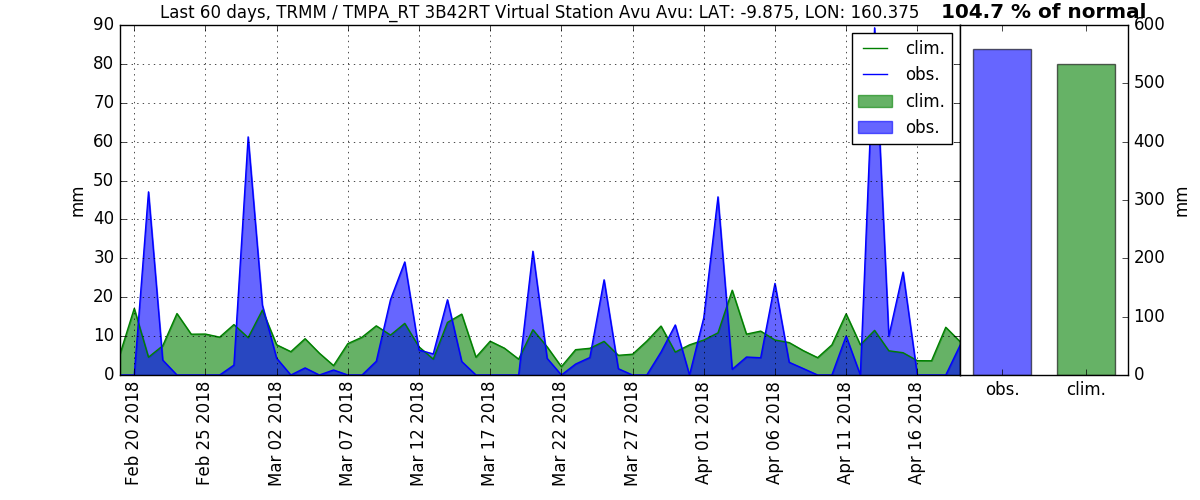 Last 60 days, TRMM / TMPA_RT 3B42RT Virtual Station Avu Avu: LAT: -9.875, LON: 160.375
104.7 % of normal
90
80
70
60
50
40
30
20
10
0
mm
clim.
obs.
clim.
obs.
600
500
400
300
200
100
0
mm
obs.
clim.
Feb 20 2018
Feb 25 2018
Mar 02 2018
Mar 07 2018
Mar 12 2018
Mar 17 2018
Mar 22 2018
Mar 27 2018
Apr 01 2018
Apr 06 2018
Apr 11 2018
Apr 16 2018